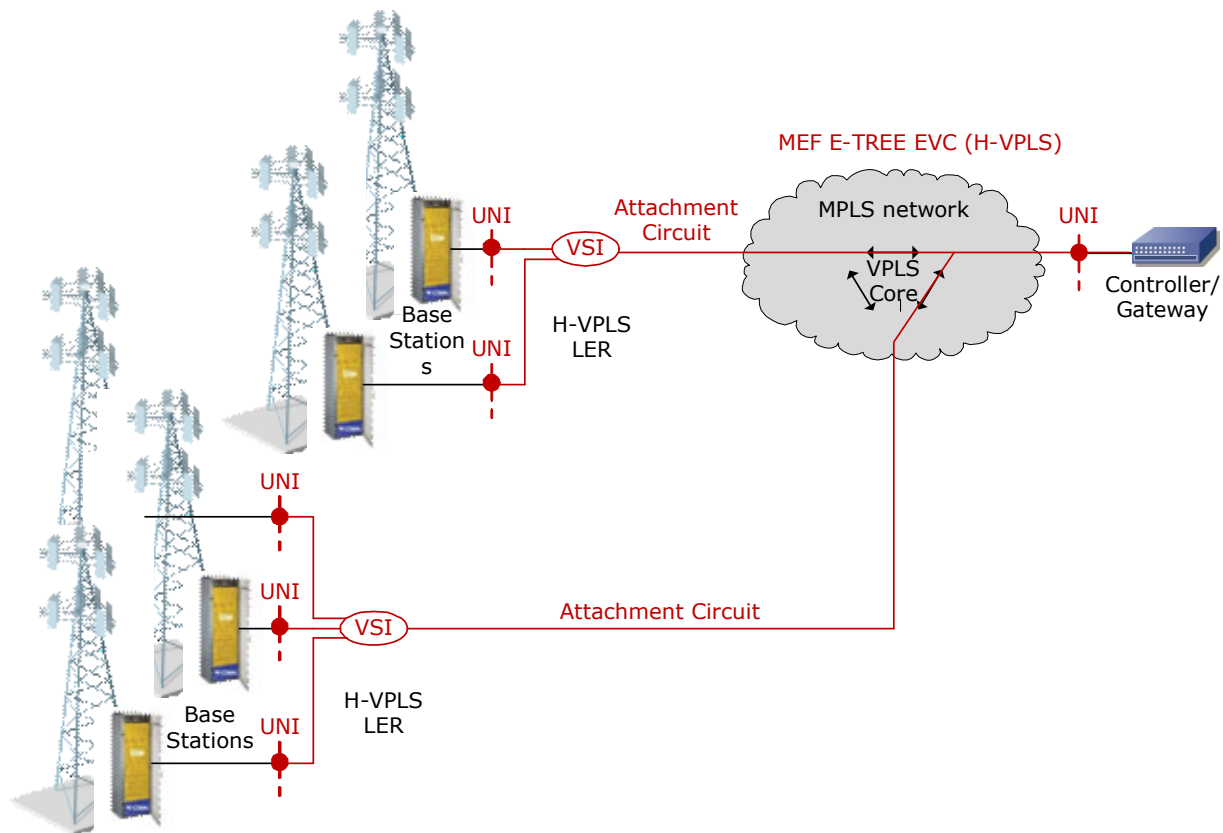 MEF E-TREE EVC (H-VPLS)
UNI
Attachment
Circuit
MPLS network
UNI
VSI
VPLS
Core
Controller/
Gateway
Base
Station
s
H-VPLS
LER
UNI
UNI
UNI
Attachment Circuit
VSI
Base
Stations
UNI
H-VPLS
LER